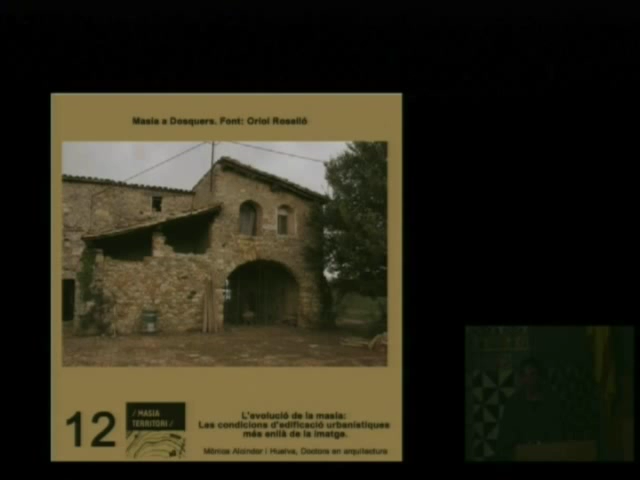 Masia a Dosquers. Font: Oriol Roselló
12
/ MASIA
TERRITORI /
L'evolució de la masia:
Les condicions d'edificació urbanístiques
més enllà de la imatge.
Mònica Alcindor i Huelva, Doctora en arquitectura